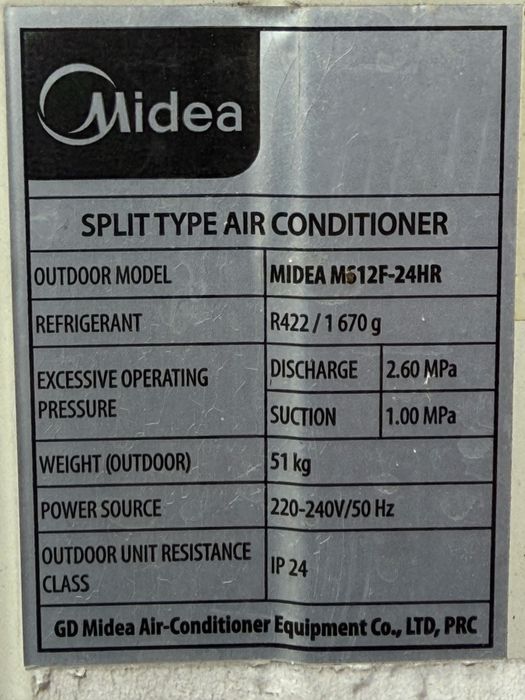 Midea
SPLIT TYPE AIR CONDITIONER
OUTDOOR MODEL MIDEA MS12F-24HR
REFRIGERANT R422 / 1 670 g
EXCESSIVE OPERATING PRESSURE DISCHARGE 2.60 MPa
SUCTION 1.00 MPa
WEIGHT (OUTDOOR) 51 kg
POWER SOURCE 220-240V/50 Hz
OUTDOOR UNIT RESISTANCE CLASS IP 24
GD Midea Air-Conditioner Equipment Co., LTD, PRC